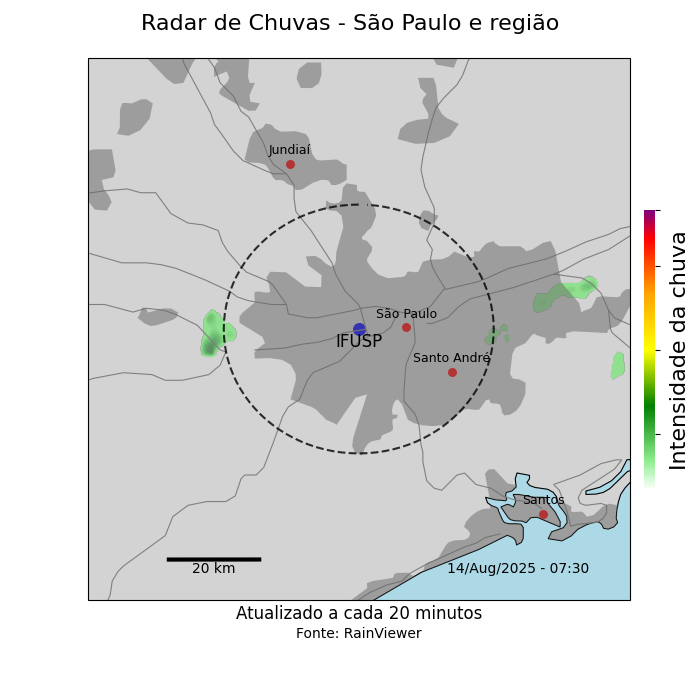 Radar de Chuvas - São Paulo e região
Jundiaí
São Paulo
IFUSP
Santo André
Santos
20 km
14/Aug/2025 - 07:30
Intensidade da chuva
Atualizado a cada 20 minutos
Fonte: RainViewer